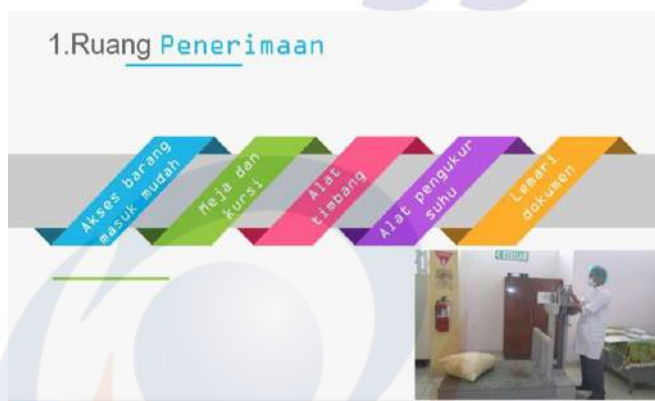 1.Ruang Penerimaan
Akses barang
masuk mudah
Meja dan
kursi
Alat
timbang
Alat pengukur
suhu
Lemari
dokumen